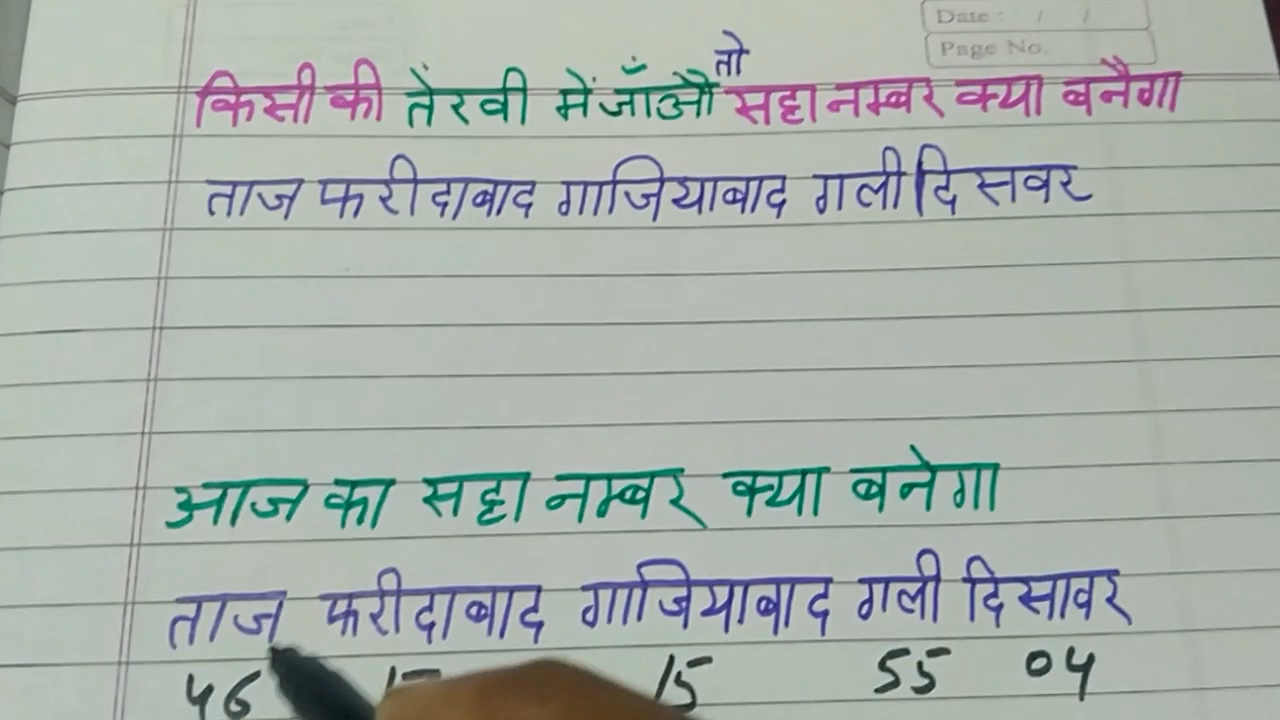 Date : / /
Page No.
किसी की तेंरवी में जाँऔ तो सट्टा नम्बर क्या बनैगा
ताज फरीदाबाद गाजियाबाद गली दिसवर
आज का सट्टा नम्बर क्या बनेगा
ताज फरीदाबाद गाजियाबाद गली दिसावर
46 15 55 04